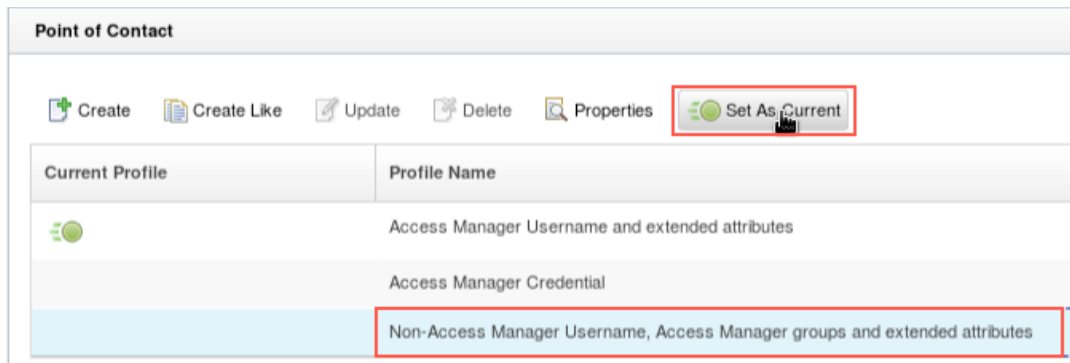 Point of Contact
Create Create Like Update Delete Properties Set As Current
Current Profile Profile Name
Access Manager Username and extended attributes
Access Manager Credential
Non-Access Manager Username, Access Manager groups and extended attributes